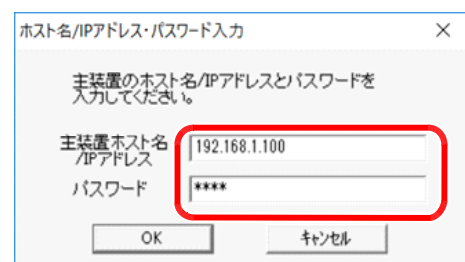 ホスト名/IPアドレス・パスワード入力
主装置のホスト名/IPアドレスとパスワードを
入力してください。
主装置ホスト名
/IPアドレス
192.168.1.100
パスワード
****
OK
キャンセル